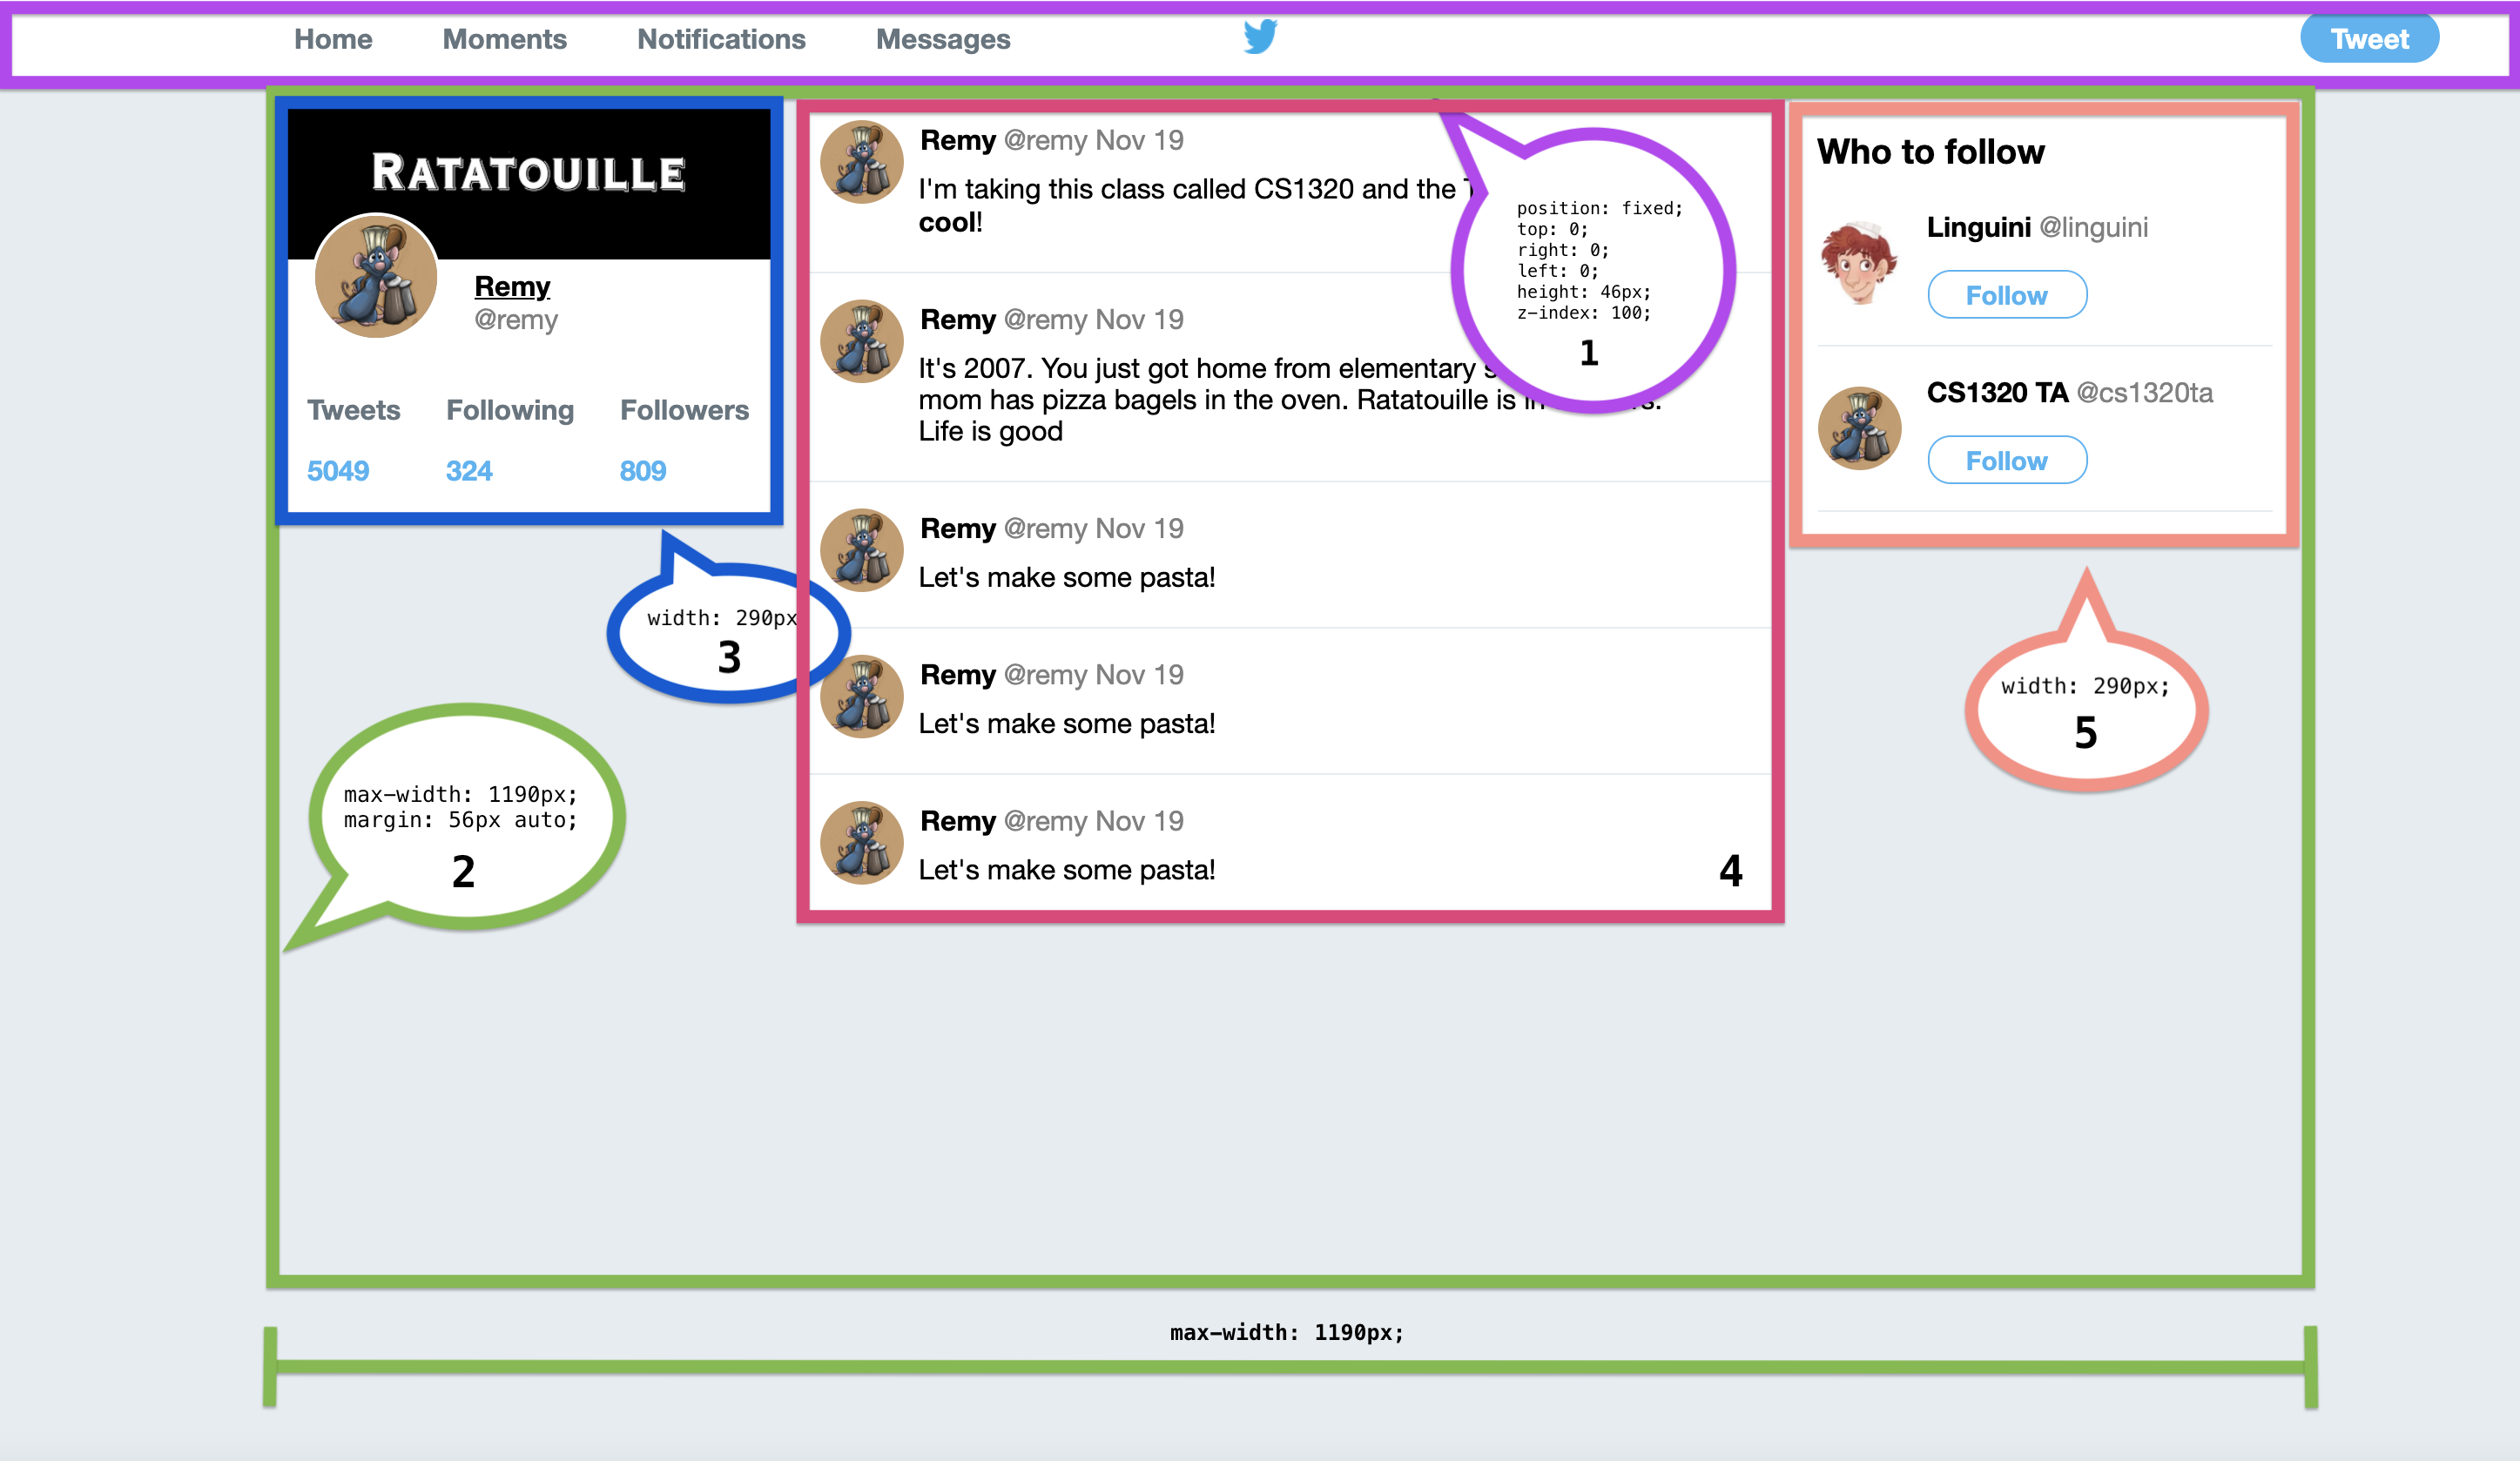 Home Moments Notifications Messages Tweet
RATATOUILLE
Remy
@remy
Tweets Following Followers
5049 324 809
width: 290px
3
max-width: 1190px;
margin: 56px auto;
2
Remy @remy Nov 19
I'm taking this class called CS1320 and the
cool!
Remy @remy Nov 19
It's 2007. You just got home from elementary
mom has pizza bagels in the oven. Ratatouille is
Life is good
Remy @remy Nov 19
Let's make some pasta!
Remy @remy Nov 19
Let's make some pasta!
Remy @remy Nov 19
Let's make some pasta!
4
position: fixed;
top: 0;
right: 0;
left: 0;
height: 46px;
z-index: 100;
1
Who to follow
Linguini @linguini
Follow
CS1320 TA @cs1320ta
Follow
width: 290px;
5
max-width: 1190px;